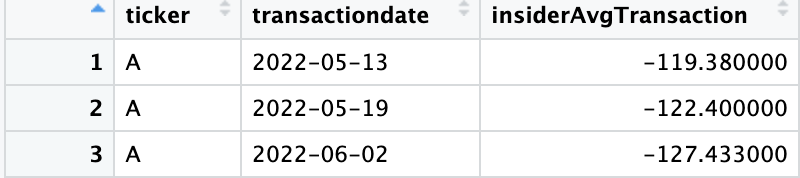 ticker transactiondate insiderAvgTransaction
1 A 2022-05-13 -119.380000
2 A 2022-05-19 -122.400000
3 A 2022-06-02 -127.433000